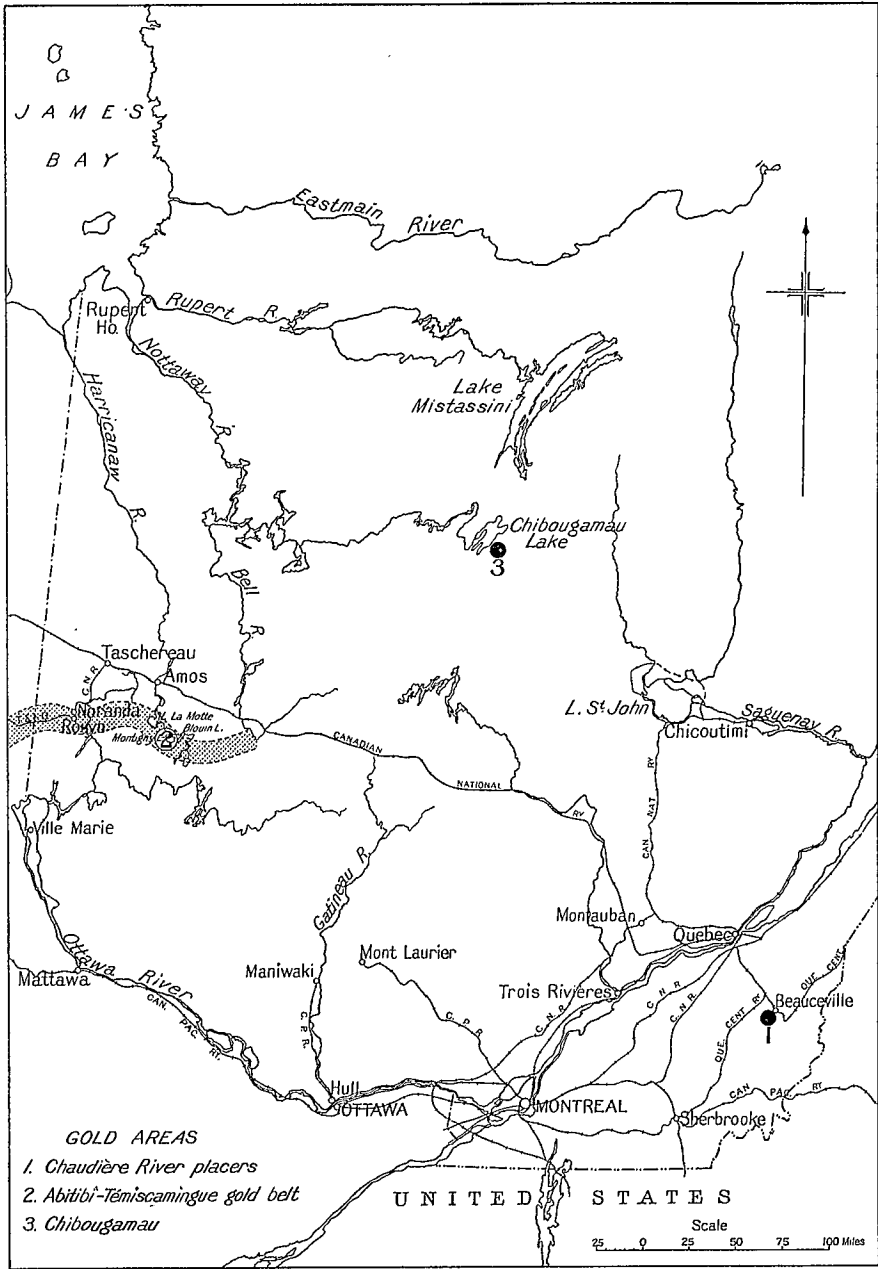 JAMES
BAY
Eastmain
River
Rupert
Ho.
Rupert R.
Nottaway R.
Harricanaw R.
Lake
Mistassini
Chibougamau
Lake
3
Bell R.
Taschereau
C.N.R.
Amos
Noranda
Rouyn
La Motte
Blouin L.
Montigny
2
CANADIAN NATIONAL RY
L. St. John
Chicoutimi
Saguenay R.
CAN NAT RY
Ville Marie
Gatineau R.
Montauban
Quebec
Ottawa River
Mattawa
CAN. PAC. RY.
Maniwaki
C.P.R.
Mont Laurier
C.P.R.
Trois Rivières
C.N.R.
C.N.R.
C.N.R.
QUE. CENT.
Beauceville
1
QUE. CENT. RY
Hull
OTTAWA
MONTREAL
CAN PAC. RY
Sherbrooke
GOLD AREAS
1. Chaudière River placers
2. Abitibi-Témiscamingue gold belt
3. Chibougamau
UNITED STATES
Scale
25 0 25 50 75 100 Miles